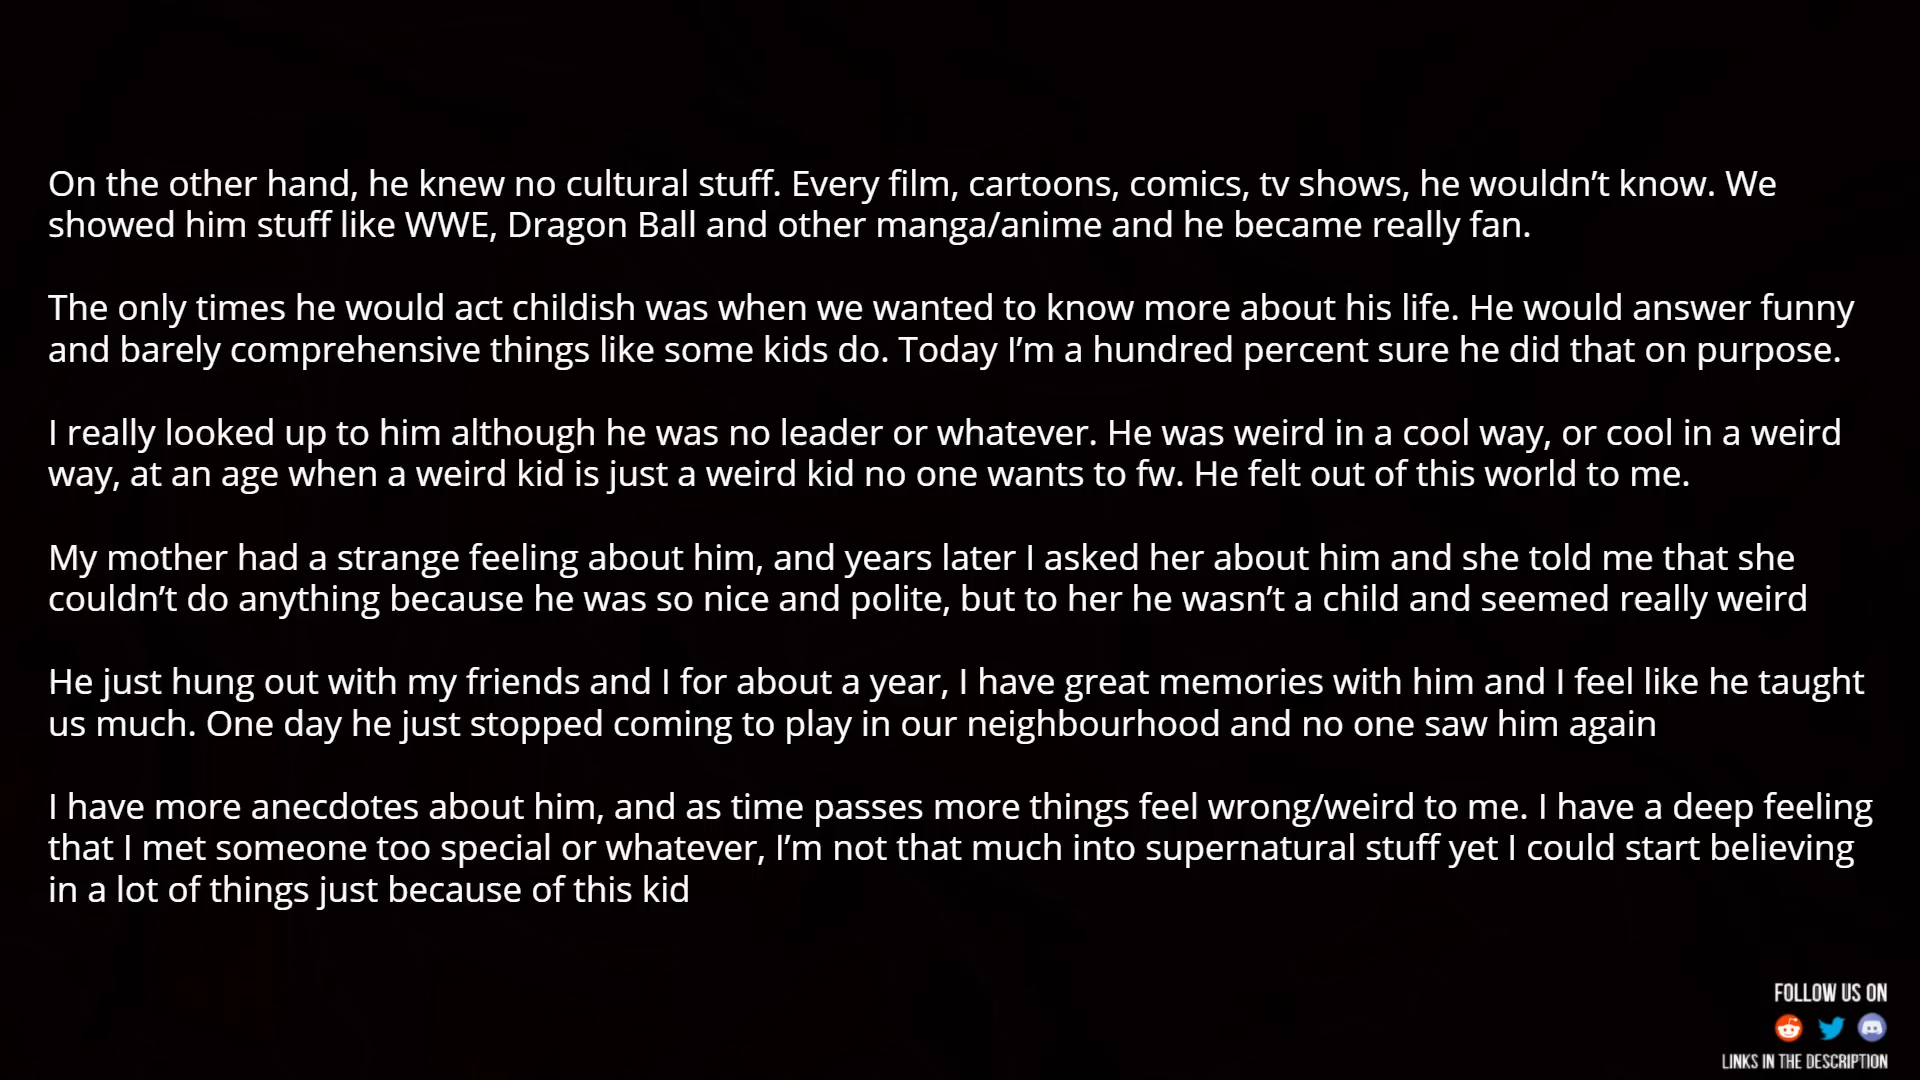 On the other hand, he knew no cultural stuff. Every film, cartoons, comics, tv shows, he wouldn’t know. We
showed him stuff like WWE, Dragon Ball and other manga/anime and he became really fan.
The only times he would act childish was when we wanted to know more about his life. He would answer funny
and barely comprehensive things like some kids do. Today I’m a hundred percent sure he did that on purpose.
I really looked up to him although he was no leader or whatever. He was weird in a cool way, or cool in a weird
way, at an age when a weird kid is just a weird kid no one wants to fw. He felt out of this world to me.
My mother had a strange feeling about him, and years later I asked her about him and she told me that she
couldn’t do anything because he was so nice and polite, but to her he wasn’t a child and seemed really weird
He just hung out with my friends and I for about a year, I have great memories with him and I feel like he taught
us much. One day he just stopped coming to play in our neighbourhood and no one saw him again
I have more anecdotes about him, and as time passes more things feel wrong/weird to me. I have a deep feeling
that I met someone too special or whatever, I’m not that much into supernatural stuff yet I could start believing
in a lot of things just because of this kid
FOLLOW US ON
LINKS IN THE DESCRIPTION